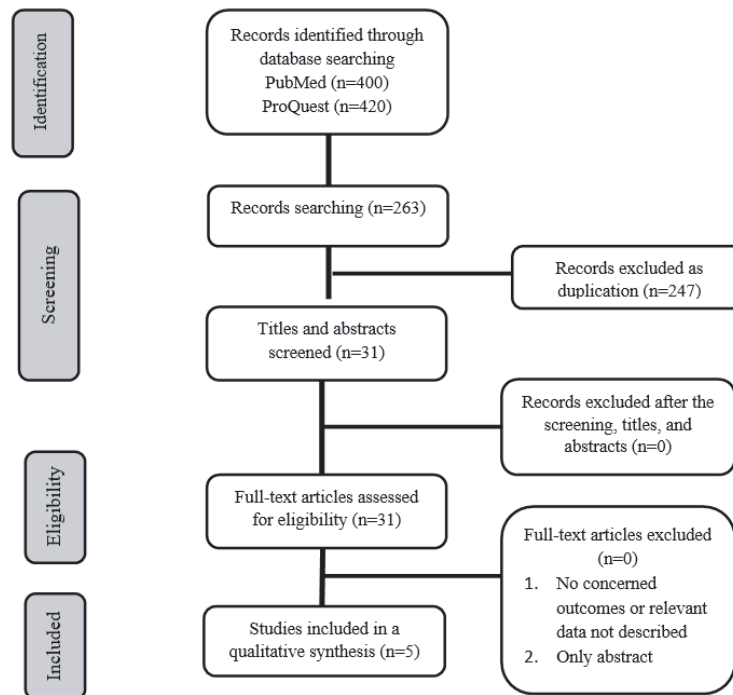 Identification
Records identified through
database searching
PubMed (n=400)
ProQuest (n=420)
Screening
Records searching (n=263)
Records excluded as
duplication (n=247)
Titles and abstracts
screened (n=31)
Records excluded after the
screening, titles, and
abstracts (n=0)
Eligibility
Full-text articles assessed
for eligibility (n=31)
Full-text articles excluded
(n=0)
1. No concerned
outcomes or relevant
data not described
2. Only abstract
Included
Studies included in a
qualitative synthesis (n=5)